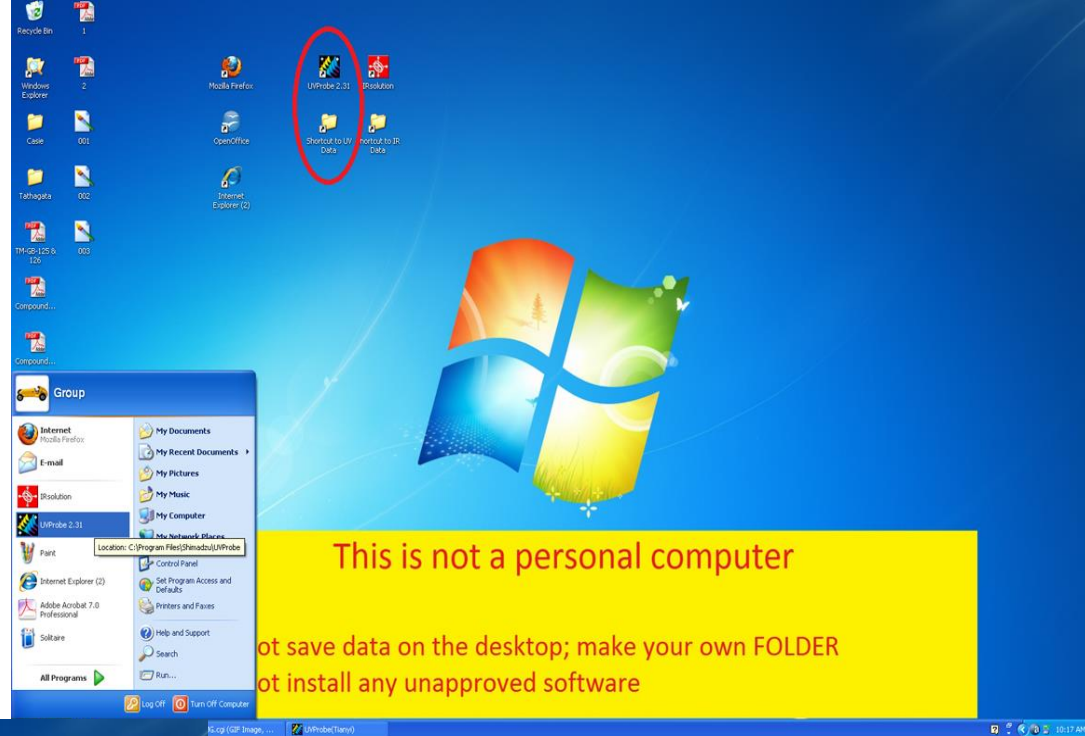 Recycle Bin
1
Windows
Explorer
2
Mozilla Firefox
UVProbe 2.31
IRsolution
Casie
001
OpenOffice
Shortcut to UV
Data
hortcut to IR
Data
Tathagata
002
Internet
Explorer (2)
TM-GB-125 &
126
003
Compound...
Compound...
Group
Internet
Mozilla Firefox
E-mail
IRsolution
UVProbe 2.31
Location: C:\Program Files\Shimadzu\UVProbe
Paint
Internet Explorer (2)
Adobe Acrobat 7.0
Professional
Solitaire
All Programs
My Documents
My Recent Documents
My Pictures
My Music
My Computer
My Network Places
Control Panel
Set Program Access and
Defaults
Printers and Faxes
Help and Support
Search
Run...
Log Off
Turn Off Computer
This is not a personal computer
ot save data on the desktop; make your own FOLDER
ot install any unapproved software
G.cgi (GIF Image, ...
UVProbe(Tianyi)
10:17 AM